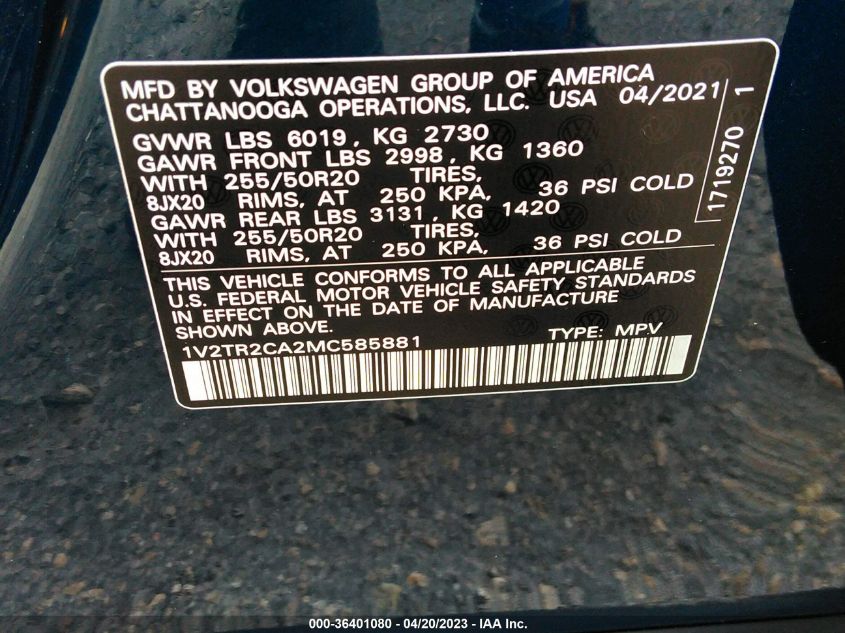 MFD BY VOLKSWAGEN GROUP OF AMERICA
CHATTANOOGA OPERATIONS, LLC. USA 04/2021
GVWR LBS 6019, KG 2730
GAWR FRONT LBS 2998, KG 1360
WITH 255/50R20 TIRES,
8JX20 RIMS, AT 250 KPA, 36 PSI COLD
GAWR REAR LBS 3131, KG 1420
WITH 255/50R20 TIRES,
8JX20 RIMS, AT 250 KPA, 36 PSI COLD
THIS VEHICLE CONFORMS TO ALL APPLICABLE
U.S. FEDERAL MOTOR VEHICLE SAFETY STANDARDS
IN EFFECT ON THE DATE OF MANUFACTURE
SHOWN ABOVE.
1V2TR2CA2MC585881 TYPE: MPV
1719270 1
000-36401080 - 04/20/2023 - IAA Inc.